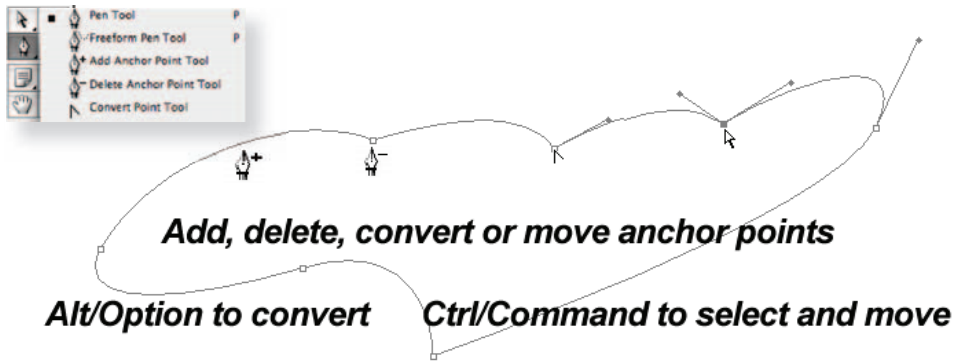 Pen Tool P
Freeform Pen Tool P
Add Anchor Point Tool
Delete Anchor Point Tool
Convert Point Tool
Add, delete, convert or move anchor points
Alt/Option to convert Ctrl/Command to select and move